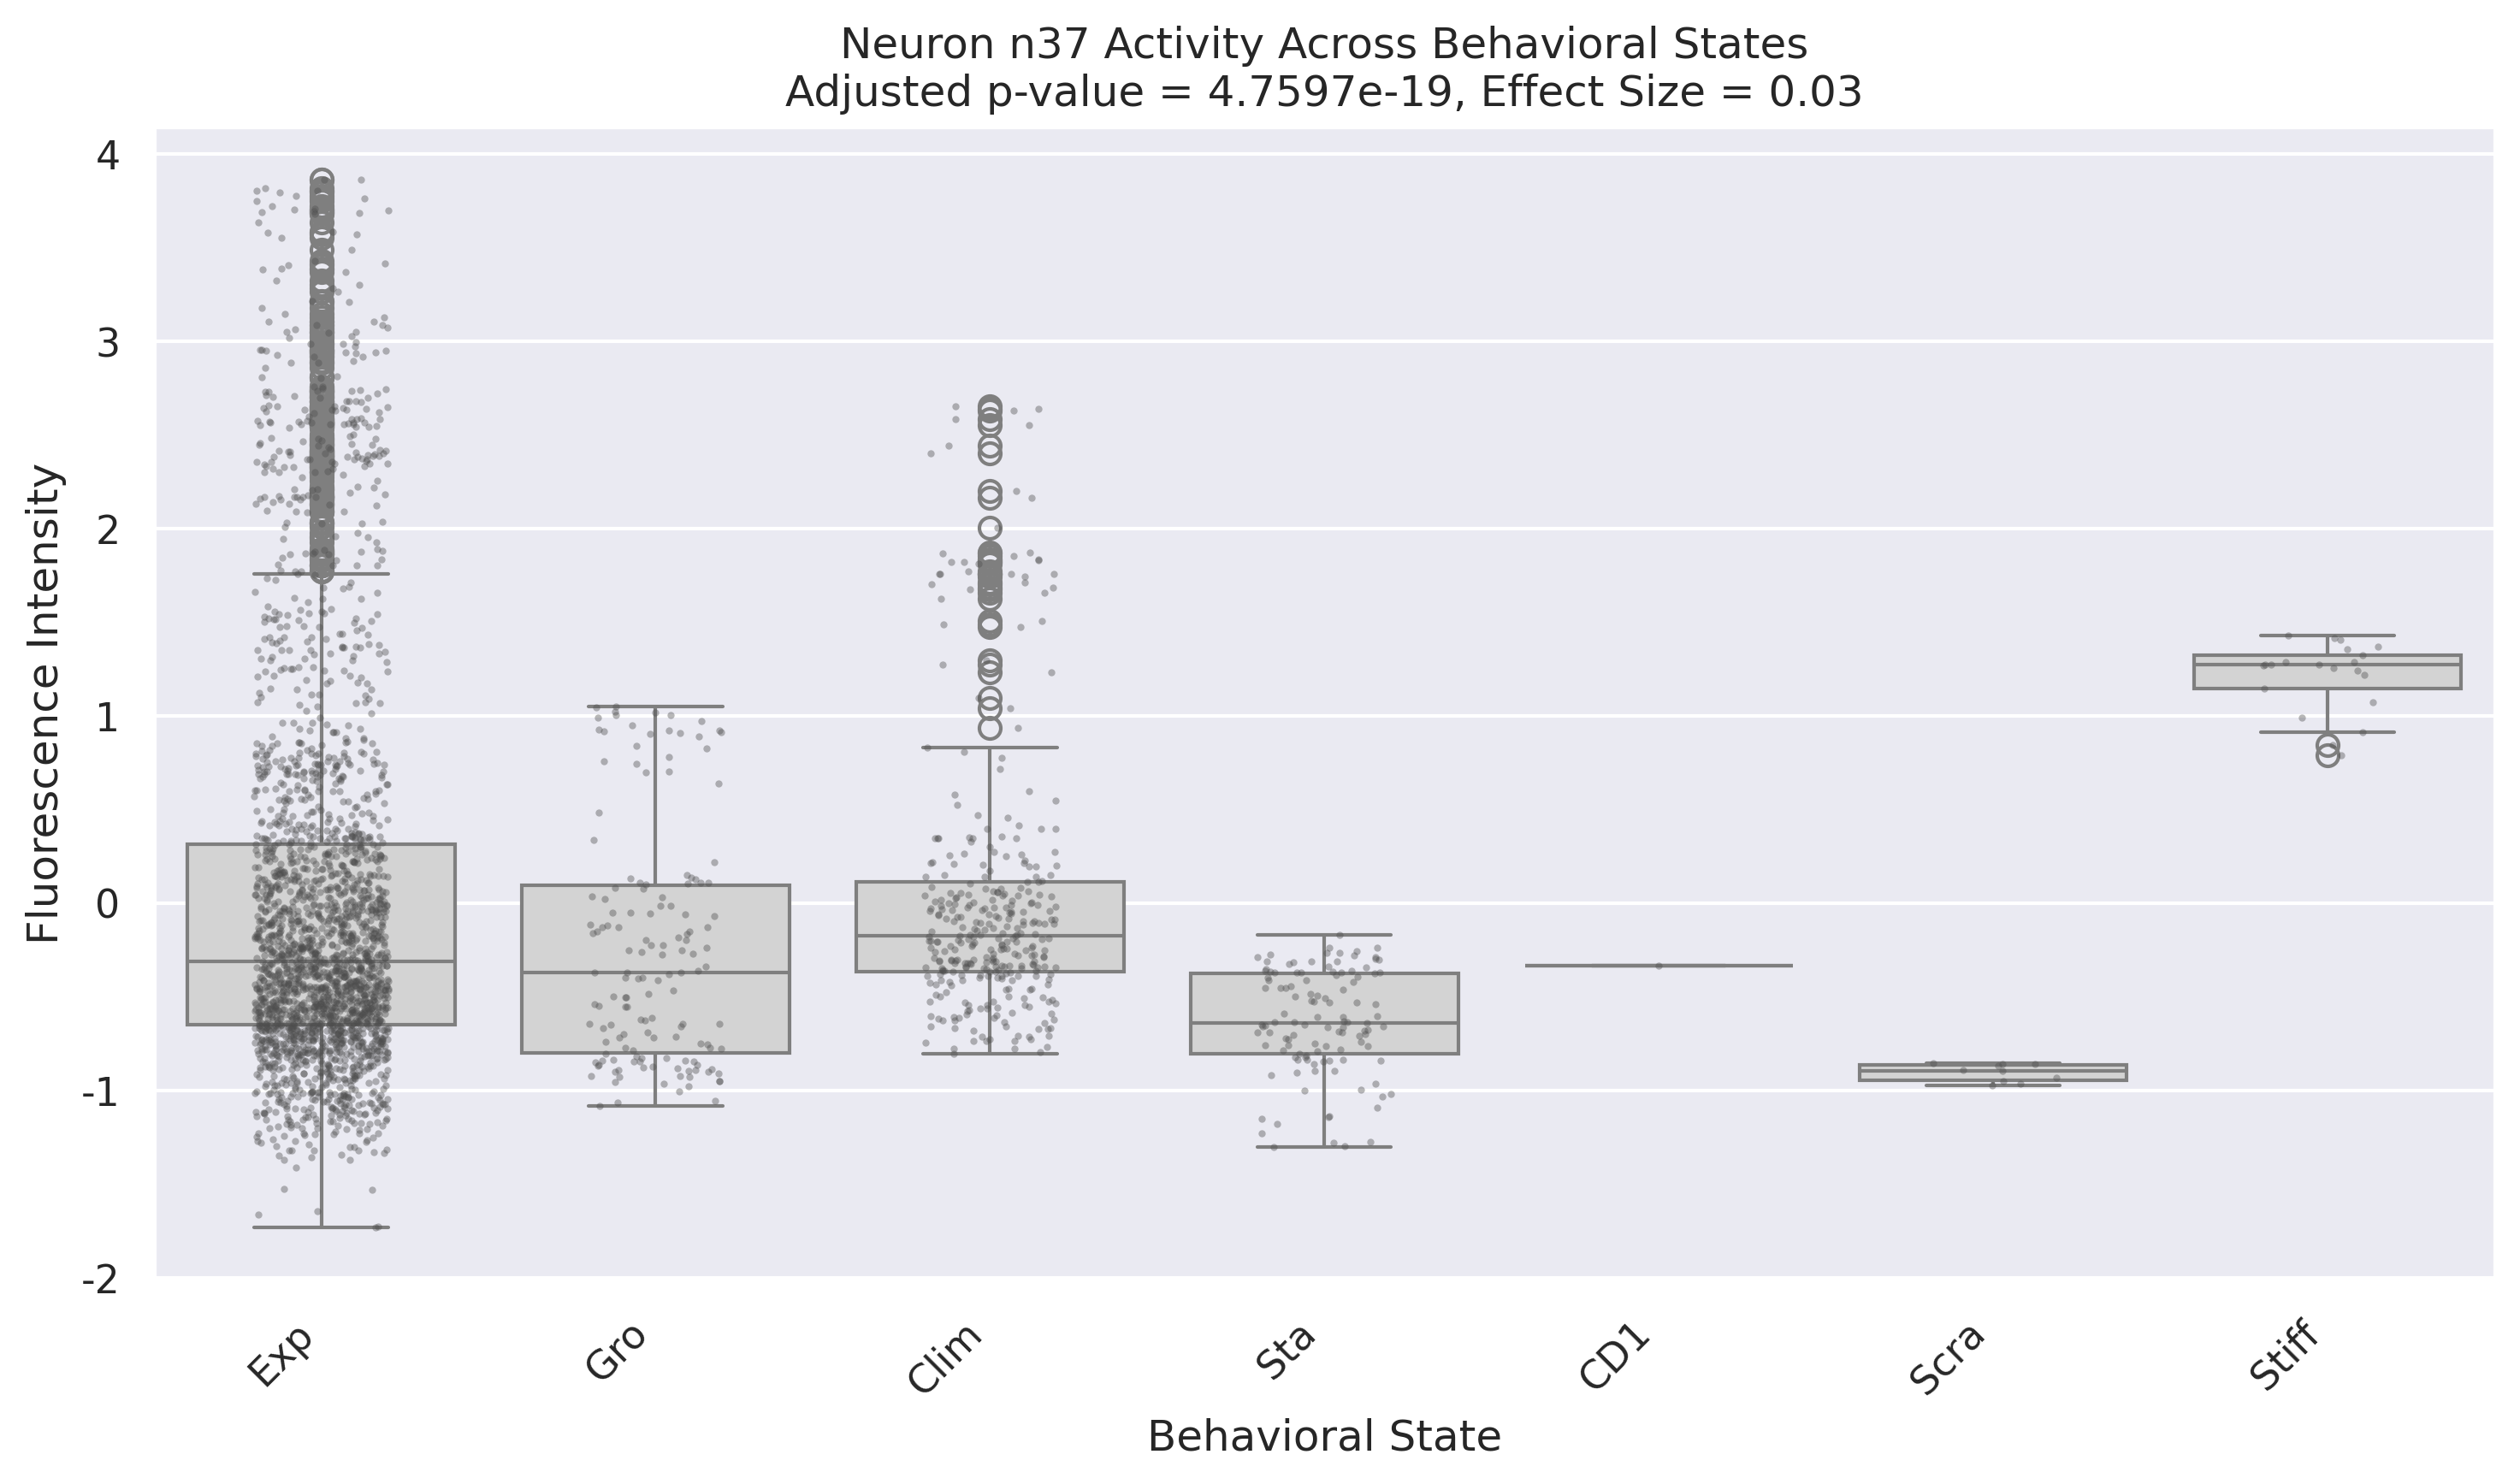 Neuron n37 Activity Across Behavioral States
Adjusted p-value = 4.7597e-19, Effect Size = 0.03
Fluorescence Intensity
4
3
2
1
0
-1
-2
Exp
Gro
Clim
Sta
CD1
Scra
Stiff
Behavioral State